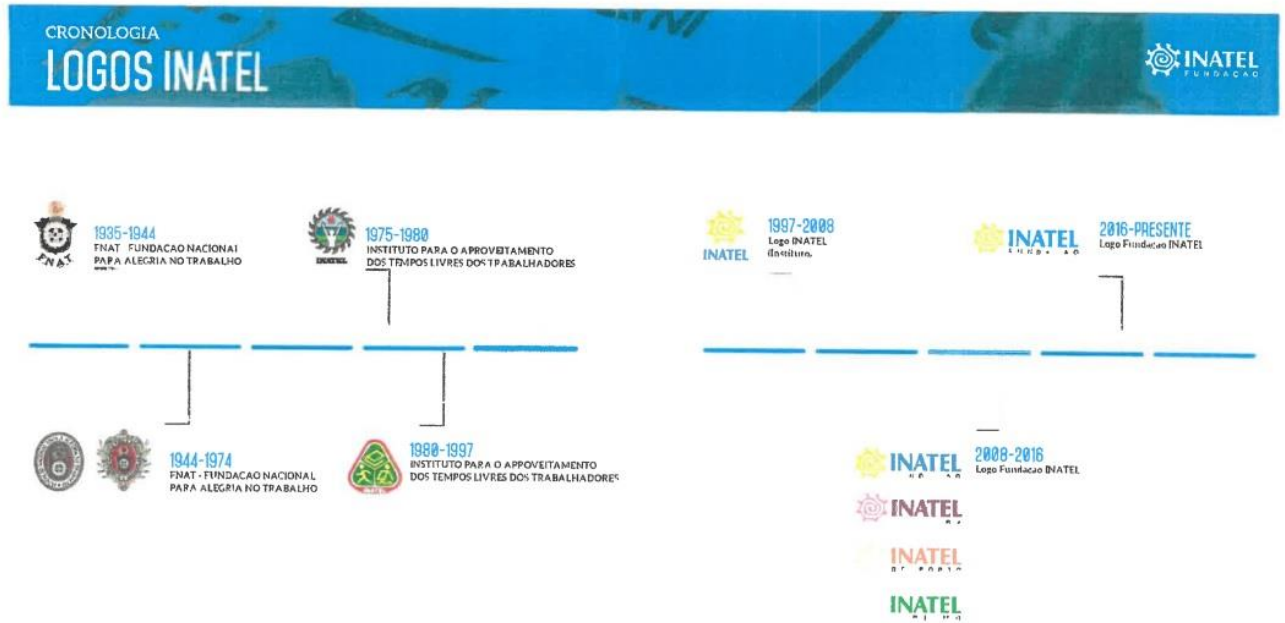 CRONOLOGIA
LOGOS INATEL
INATEL
FUNDACAO
FNAT
1935-1944
FNAT FUNDACAO NACIONAL
PARA ALEGRIA NO TRABALHO
INATEL
1975-1980
INSTITUTO PARA O APROVEITAMENTO
DOS TEMPOS LIVRES DOS TRABALHADORES
INATEL
1997-2008
Logo INATEL
INATEL
2016-PRESENTE
Logo Fundacao INATEL
1944-1974
FNAT - FUNDACAO NACIONAL
PARA ALEGRIA NO TRABALHO
INATEL
1980-1997
INSTITUTO PARA O APPOVEITAMENTO
DOS TEMPOS LIVRES DOS TRABALHADORES
INATEL
2008-2016
Logo Fundacao INATEL
INATEL
INATEL
INATEL